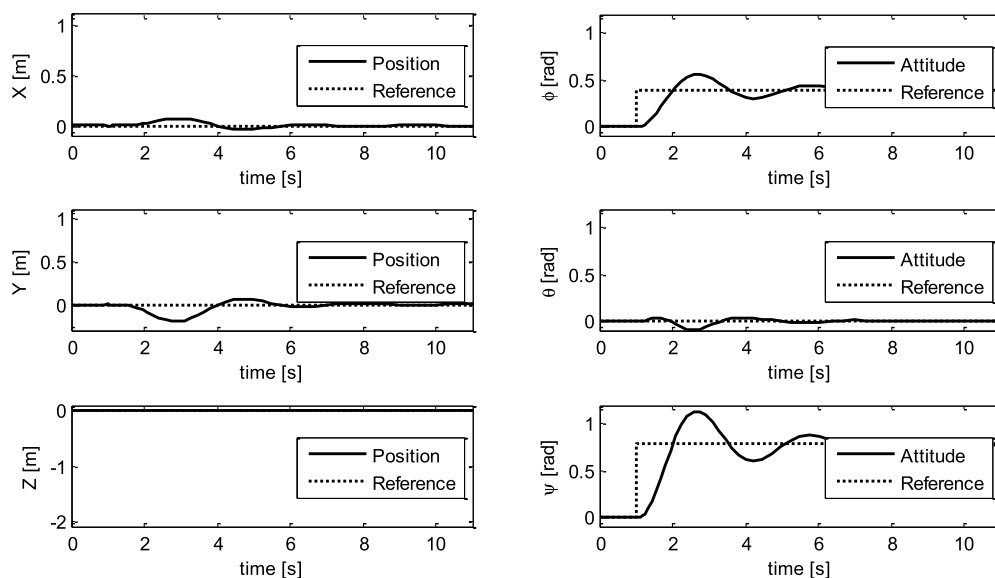 1
0.5
0
X [m]
Position
Reference
0 2 4 6 8 10
time [s]
1
0.5
0
ϕ [rad]
Attitude
Reference
0 2 4 6 8 10
time [s]
1
0.5
0
Y [m]
Position
Reference
0 2 4 6 8 10
time [s]
1
0.5
0
θ [rad]
Attitude
Reference
0 2 4 6 8 10
time [s]
0
-1
-2
Z [m]
Position
Reference
0 2 4 6 8 10
time [s]
1
0.5
0
ψ [rad]
Attitude
Reference
0 2 4 6 8 10
time [s]